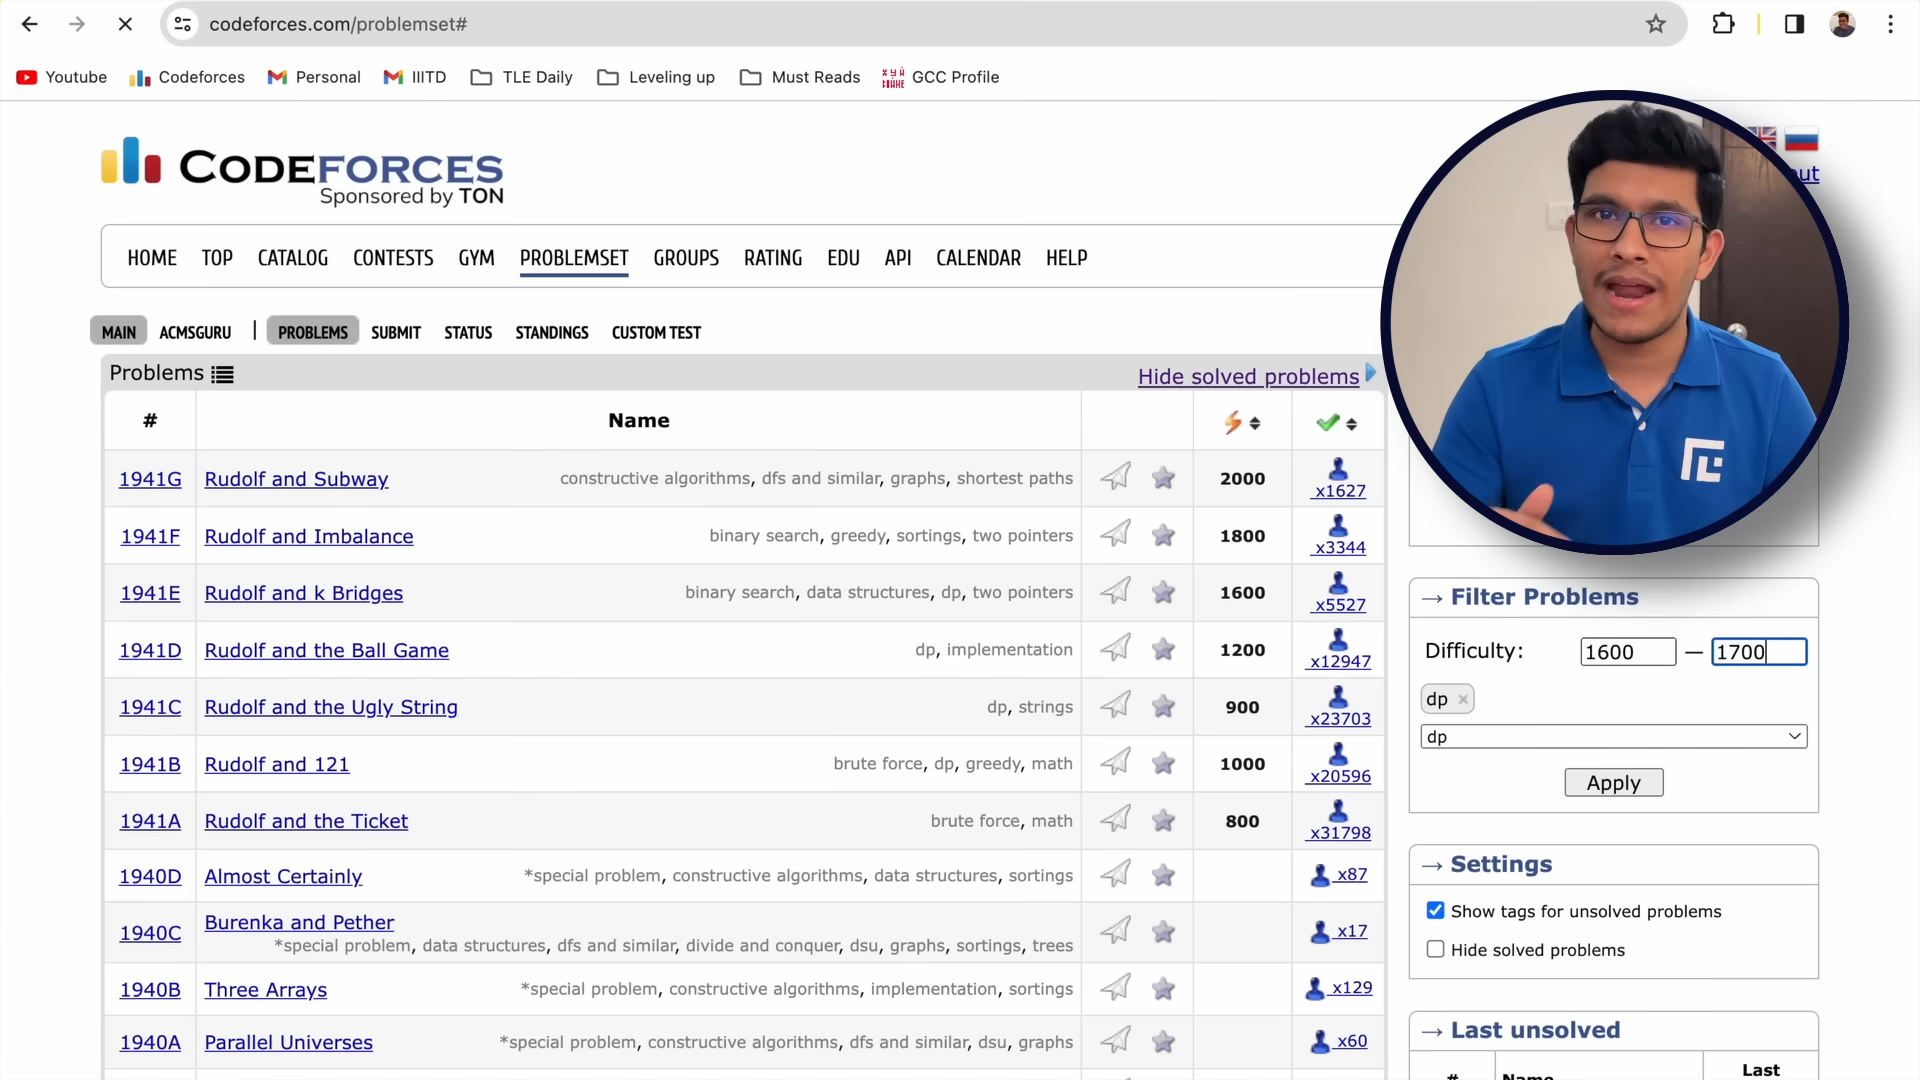 codeforces.com/problemset#
Youtube Codeforces Personal IIITD TLE Daily Leveling up Must Reads GCC Profile
CODEFORCES
Sponsored by TON
out
HOME TOP CATALOG CONTESTS GYM PROBLEMSET GROUPS RATING EDU API CALENDAR HELP
MAIN ACMSGURU | PROBLEMS SUBMIT STATUS STANDINGS CUSTOM TEST
Problems Hide solved problems
# Name
1941G Rudolf and Subway constructive algorithms, dfs and similar, graphs, shortest paths 2000 x1627
1941F Rudolf and Imbalance binary search, greedy, sortings, two pointers 1800 x3344
1941E Rudolf and k Bridges binary search, data structures, dp, two pointers 1600 x5527
1941D Rudolf and the Ball Game dp, implementation 1200 x12947
1941C Rudolf and the Ugly String dp, strings 900 x23703
1941B Rudolf and 121 brute force, dp, greedy, math 1000 x20596
1941A Rudolf and the Ticket brute force, math 800 x31798
1940D Almost Certainly *special problem, constructive algorithms, data structures, sortings x87
1940C Burenka and Pether
*special problem, data structures, dfs and similar, divide and conquer, dsu, graphs, sortings, trees x17
1940B Three Arrays *special problem, constructive algorithms, implementation, sortings x129
1940A Parallel Universes *special problem, constructive algorithms, dfs and similar, dsu, graphs x60
→ Filter Problems
Difficulty: 1600 — 1700
dp ×
dp
Apply
→ Settings
Show tags for unsolved problems
Hide solved problems
→ Last unsolved
# Name Last